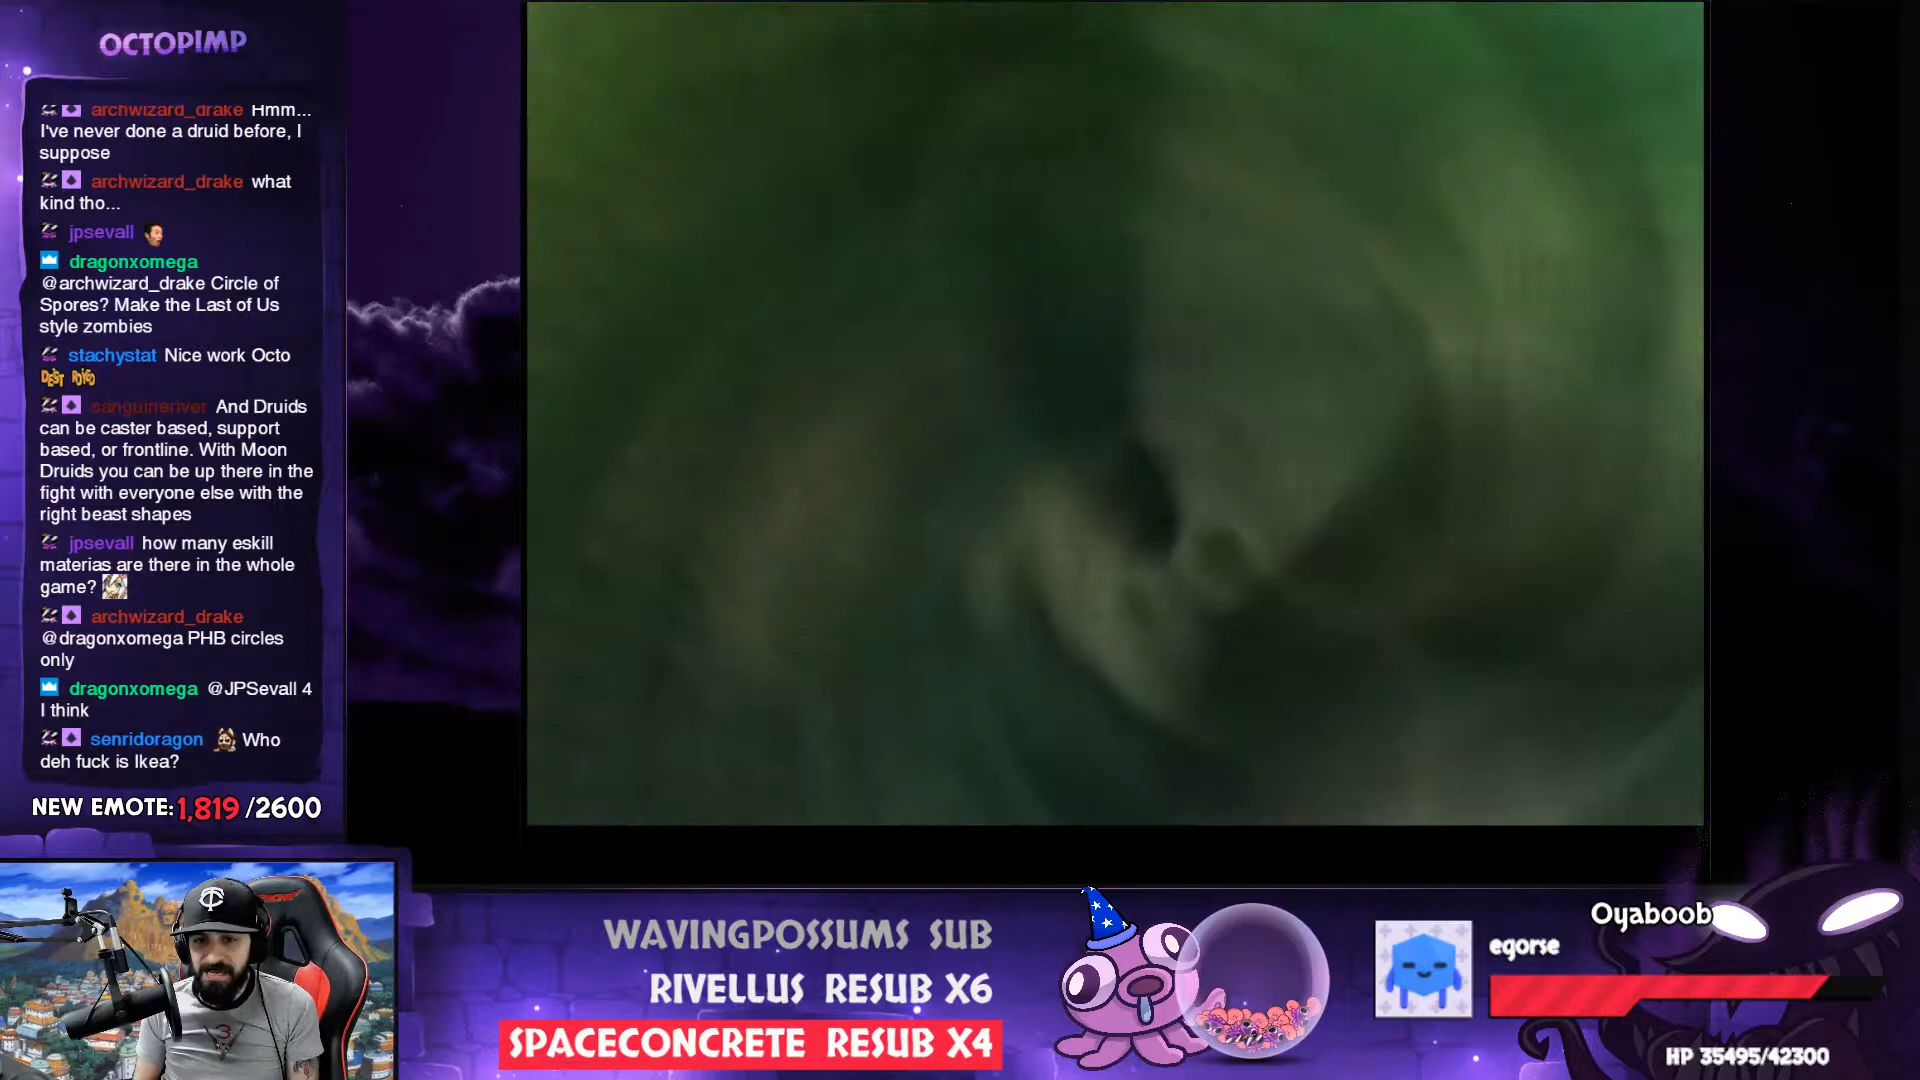 OCTOPIMP
archwizard_drake Hmm...
I've never done a druid before, I
suppose
archwizard_drake what
kind tho...
jpsevall
dragonxomega
@archwizard_drake Circle of
Spores? Make the Last of Us
style zombies
stachystat Nice work Octo
sanguineriver And Druids
can be caster based, support
based, or frontline. With Moon
Druids you can be up there in the
fight with everyone else with the
right beast shapes
jpsevall how many eskill
materias are there in the whole
game?
archwizard_drake
@dragonxomega PHB circles
only
dragonxomega @JPSevall 4
I think
senridoragon Who
deh fuck is Ikea?
NEW EMOTE: 1,819 /2600
WAVINGPOSSUMS SUB
RIVELLUS RESUB X6
SPACECONCRETE RESUB X4
Oyaboob
egorse
HP 35495/42300